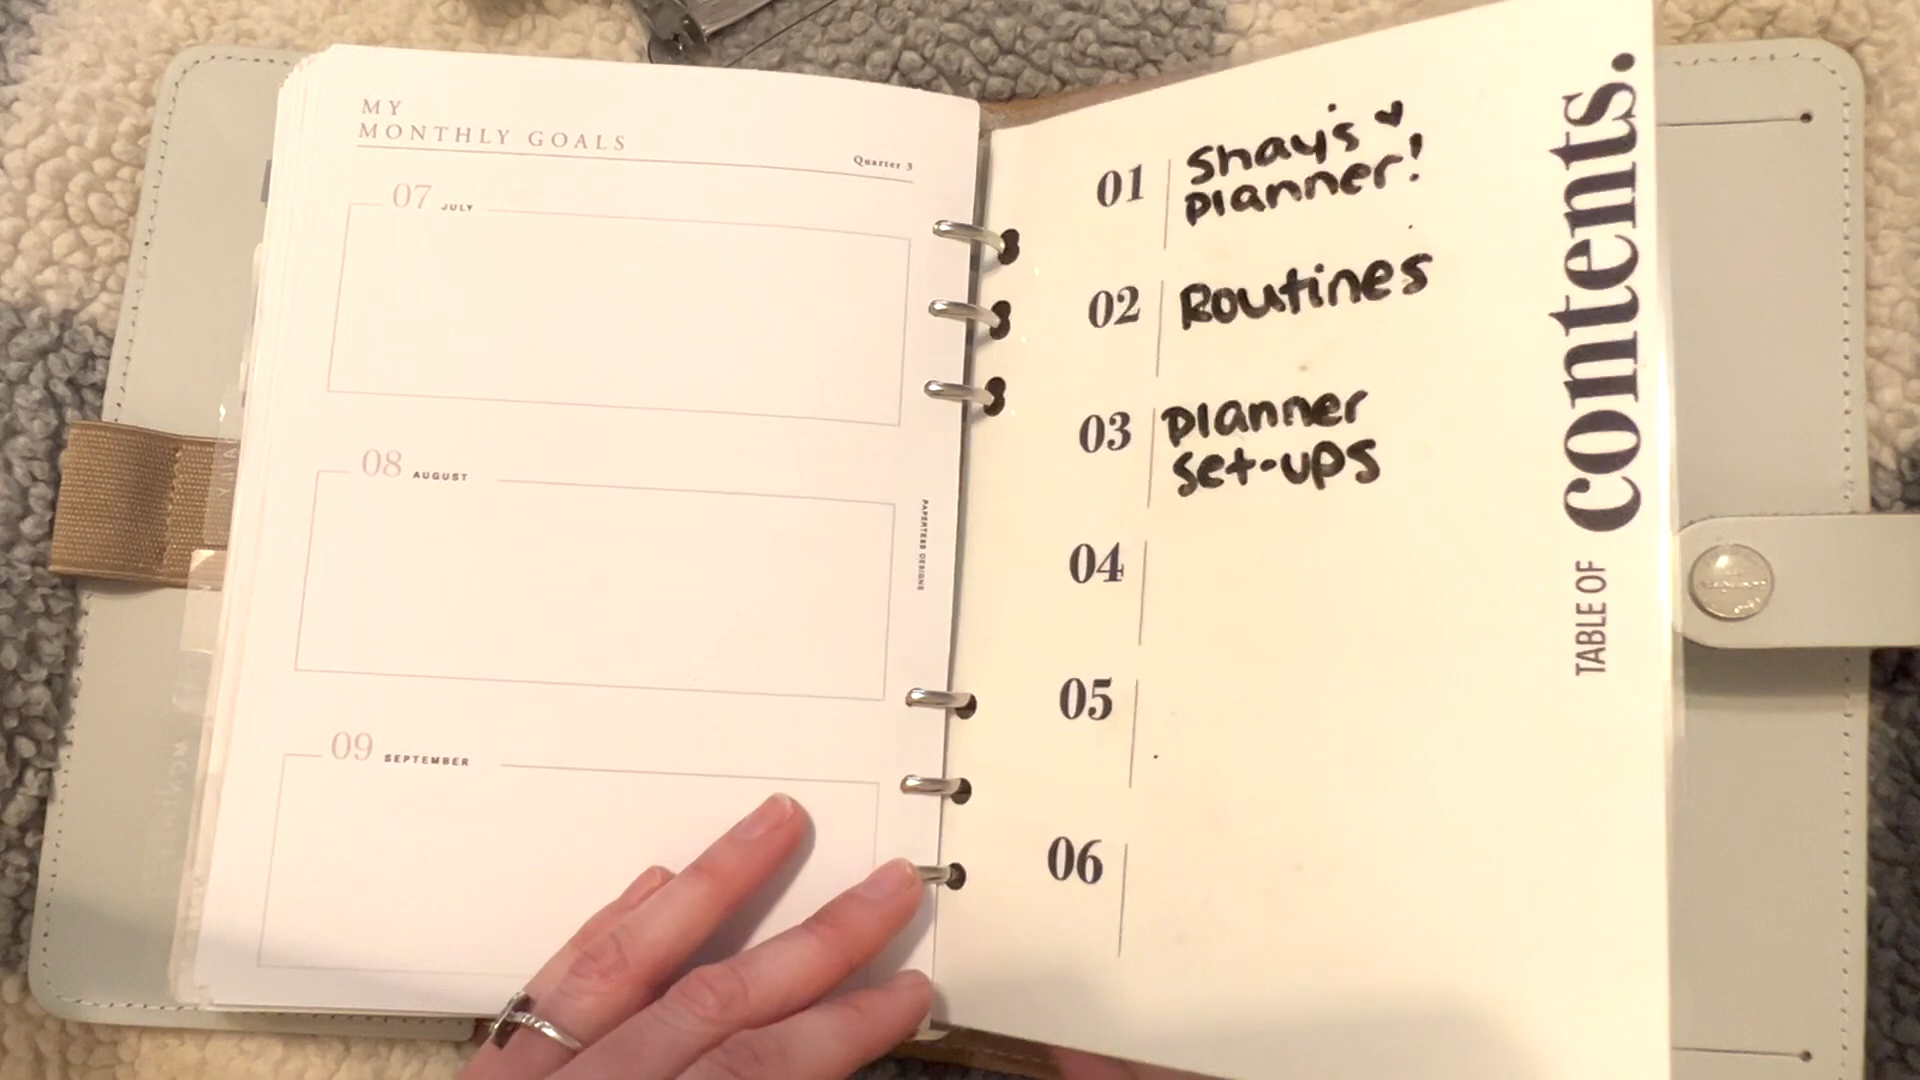 MY
MONTHLY GOALS
Quarter 3
07 JULY
08 AUGUST
09 SEPTEMBER
PAPERTESS DESIGNS
TABLE OF contents.
01 Shay's ♥
planner!
02 Routines
03 Planner
set-ups
04
05
06